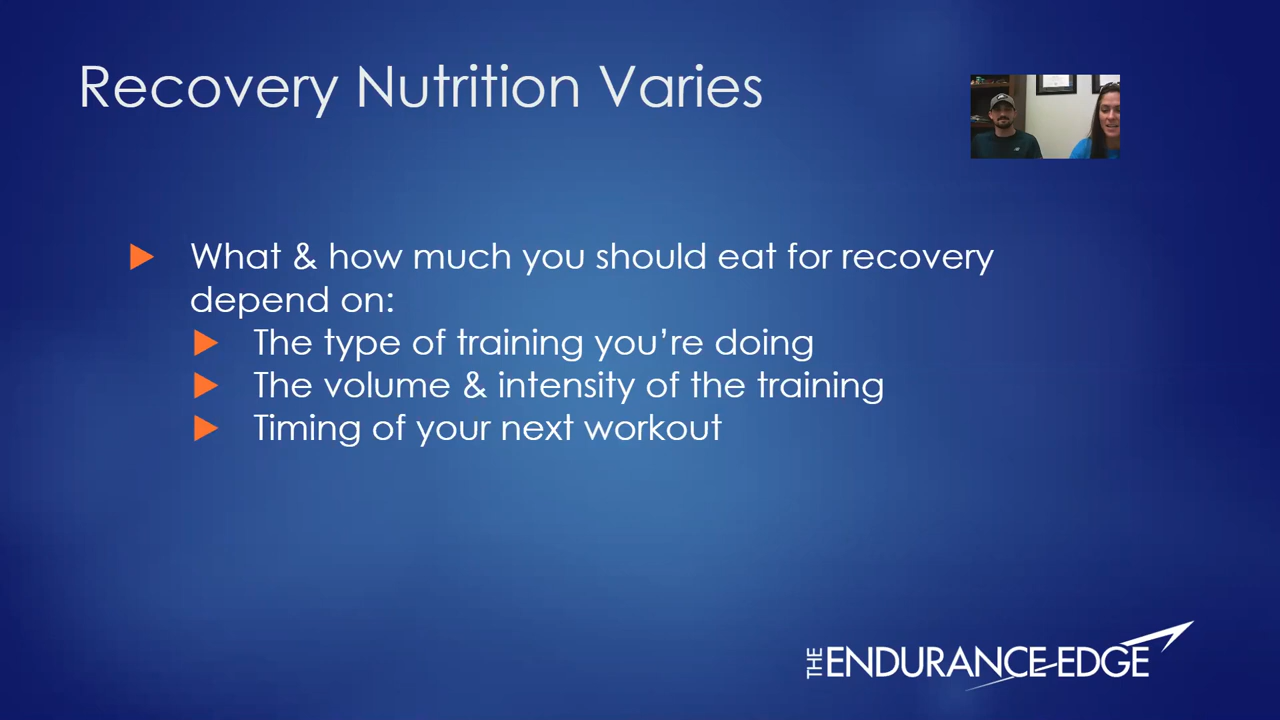 Recovery Nutrition Varies
What & how much you should eat for recovery
depend on:
The type of training you're doing
The volume & intensity of the training
Timing of your next workout
THE ENDURANCE EDGE